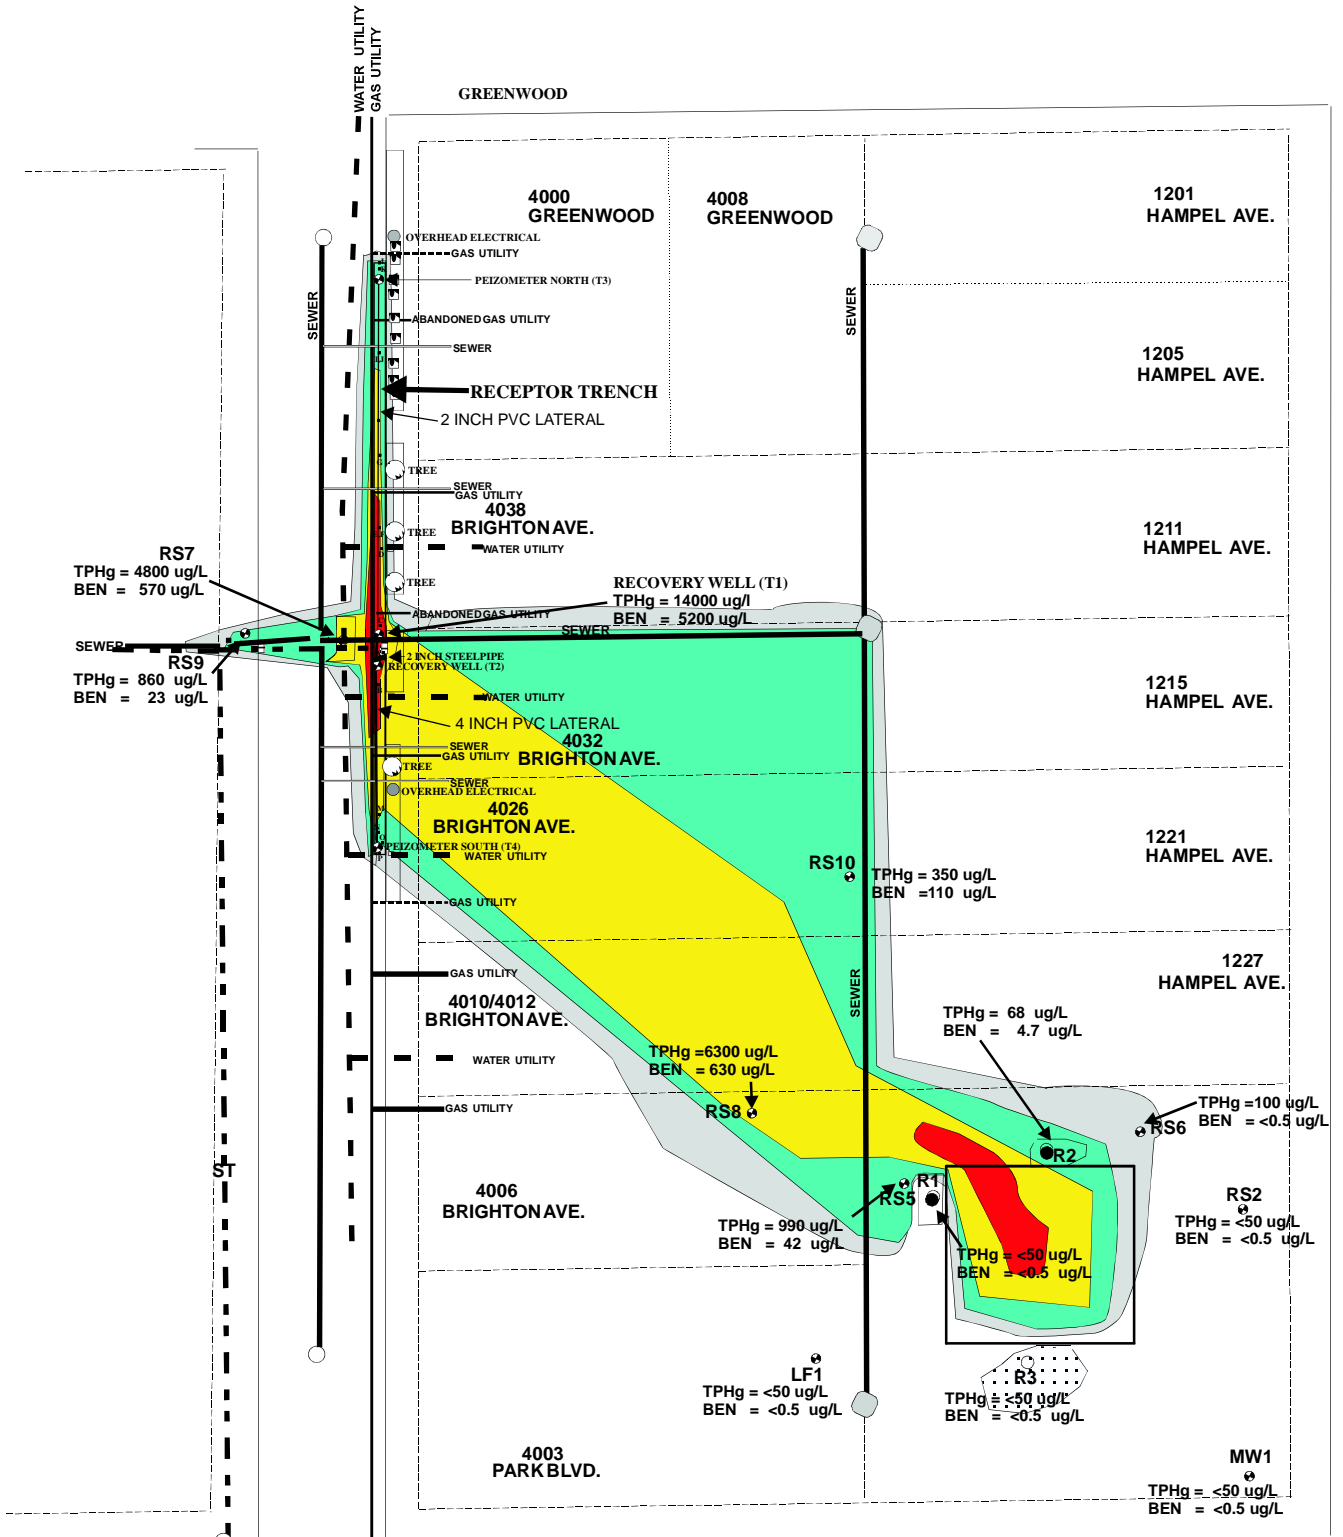 WATER UTILITY
GAS UTILITY
GREENWOOD
4000
GREENWOOD
4008
GREENWOOD
1201
HAMPEL AVE.
OVERHEAD ELECTRICAL
GAS UTILITY
PEIZOMETER NORTH (T3)
SEWER
SEWER
ABANDONED GAS UTILITY
SEWER
1205
HAMPEL AVE.
RECEPTOR TRENCH
2 INCH PVC LATERAL
TREE
SEWER
GAS UTILITY
4038
BRIGHTON AVE.
TREE
WATER UTILITY
1211
HAMPEL AVE.
RS7
TPHg = 4800 ug/L
BEN = 570 ug/L
TREE
RECOVERY WELL (T1)
TPHg = 14000 ug/l
BEN = 5200 ug/L
ABANDONED GAS UTILITY
SEWER
SEWER
2 INCH STEELPIPE
RECOVERY WELL (T2)
RS9
TPHg = 860 ug/L
BEN = 23 ug/L
WATER UTILITY
1215
HAMPEL AVE.
4 INCH PVC LATERAL
SEWER
GAS UTILITY
4032
BRIGHTON AVE.
TREE
SEWER
OVERHEAD ELECTRICAL
4026
BRIGHTON AVE.
PEIZOMETER SOUTH (T4)
WATER UTILITY
1221
HAMPEL AVE.
RS10
TPHg = 350 ug/L
BEN =110 ug/L
GAS UTILITY
GAS UTILITY
SEWER
1227
HAMPEL AVE.
4010/4012
BRIGHTON AVE.
TPHg = 68 ug/L
BEN = 4.7 ug/L
WATER UTILITY
TPHg =6300 ug/L
BEN = 630 ug/L
RS8
GAS UTILITY
TPHg =100 ug/L
BEN = <0.5 ug/L
RS6
R2
ST
R1
RS5
4006
BRIGHTON AVE.
RS2
TPHg = <50 ug/L
BEN = <0.5 ug/L
TPHg = 990 ug/L
BEN = 42 ug/L
TPHg = <50 ug/L
BEN = <0.5 ug/L
LF1
TPHg = <50 ug/L
BEN = <0.5 ug/L
R3
TPHg = <50 ug/L
BEN = <0.5 ug/L
4003
PARK BLVD.
MW1
TPHg = <50 ug/L
BEN = <0.5 ug/L